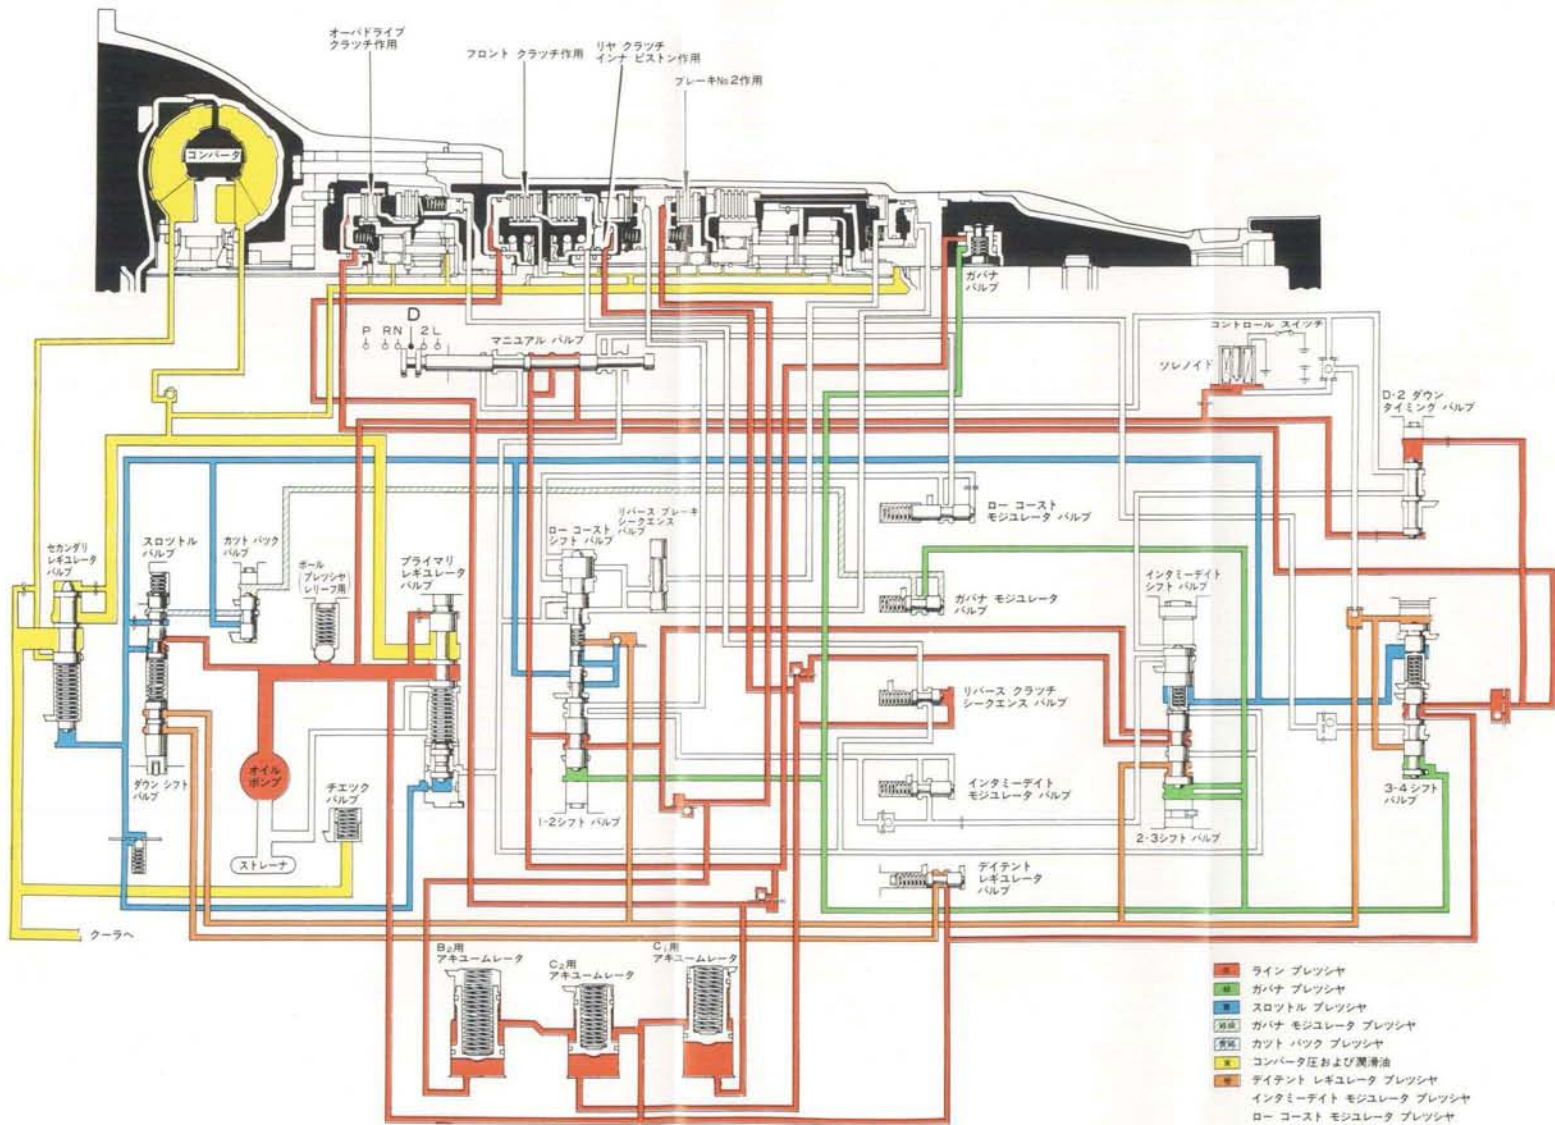 オーバドライブ
クラッチ作用
フロント クラッチ作用
リヤ クラッチ
インナ ピストン作用
ブレーキNo2作用
コンバータ
ガバナ
バルブ
D
P RN 2 L
マニュアル バルブ
コントロール スイッチ
ソレノイド
D-2 ダウン
タイミング バルブ
セカンダリ
レギュレータ
バルブ
スロットル
バルブ
カット バック
バルブ
ボール
プレッシャ
リリーフ用
プライマリ
レギュレータ
バルブ
ロー コースト
シフト バルブ
リバース ブレーキ
シークエンス
バルブ
ロー コースト
モジュレータ バルブ
ガバナ モジュレータ
バルブ
インタミーデイト
シフト バルブ
リバース クラッチ
シークエンス バルブ
オイル
ポンプ
ダウン シフト
バルブ
チエック
バルブ
ストレーナ
1-2シフト バルブ
インタミーデイト
モジュレータ バルブ
2-3シフト バルブ
3-4シフト
バルブ
デイテント
レギュレータ
バルブ
クーラへ
B2用
アキュームレータ
C2用
アキュームレータ
C1用
アキュームレータ
ライン プレッシャ
ガバナ プレッシャ
スロットル プレッシャ
ガバナ モジュレータ プレッシャ
カット バック プレッシャ
コンバータ圧および潤滑油
デイテント レギュレータ プレッシャ
インタミーデイト モジュレータ プレッシャ
ロー コースト モジュレータ プレッシャ